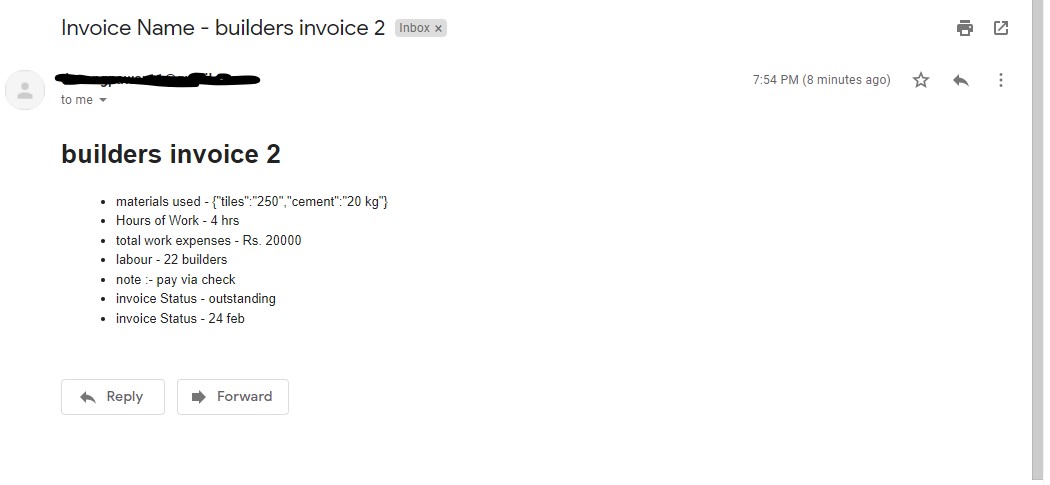 Invoice Name - builders invoice 2 Inbox x
7:54 PM (8 minutes ago)
to me
builders invoice 2
materials used - {"tiles":"250","cement":"20 kg"}
Hours of Work - 4 hrs
total work expenses - Rs. 20000
labour - 22 builders
note :- pay via check
invoice Status - outstanding
invoice Status - 24 feb
Reply Forward